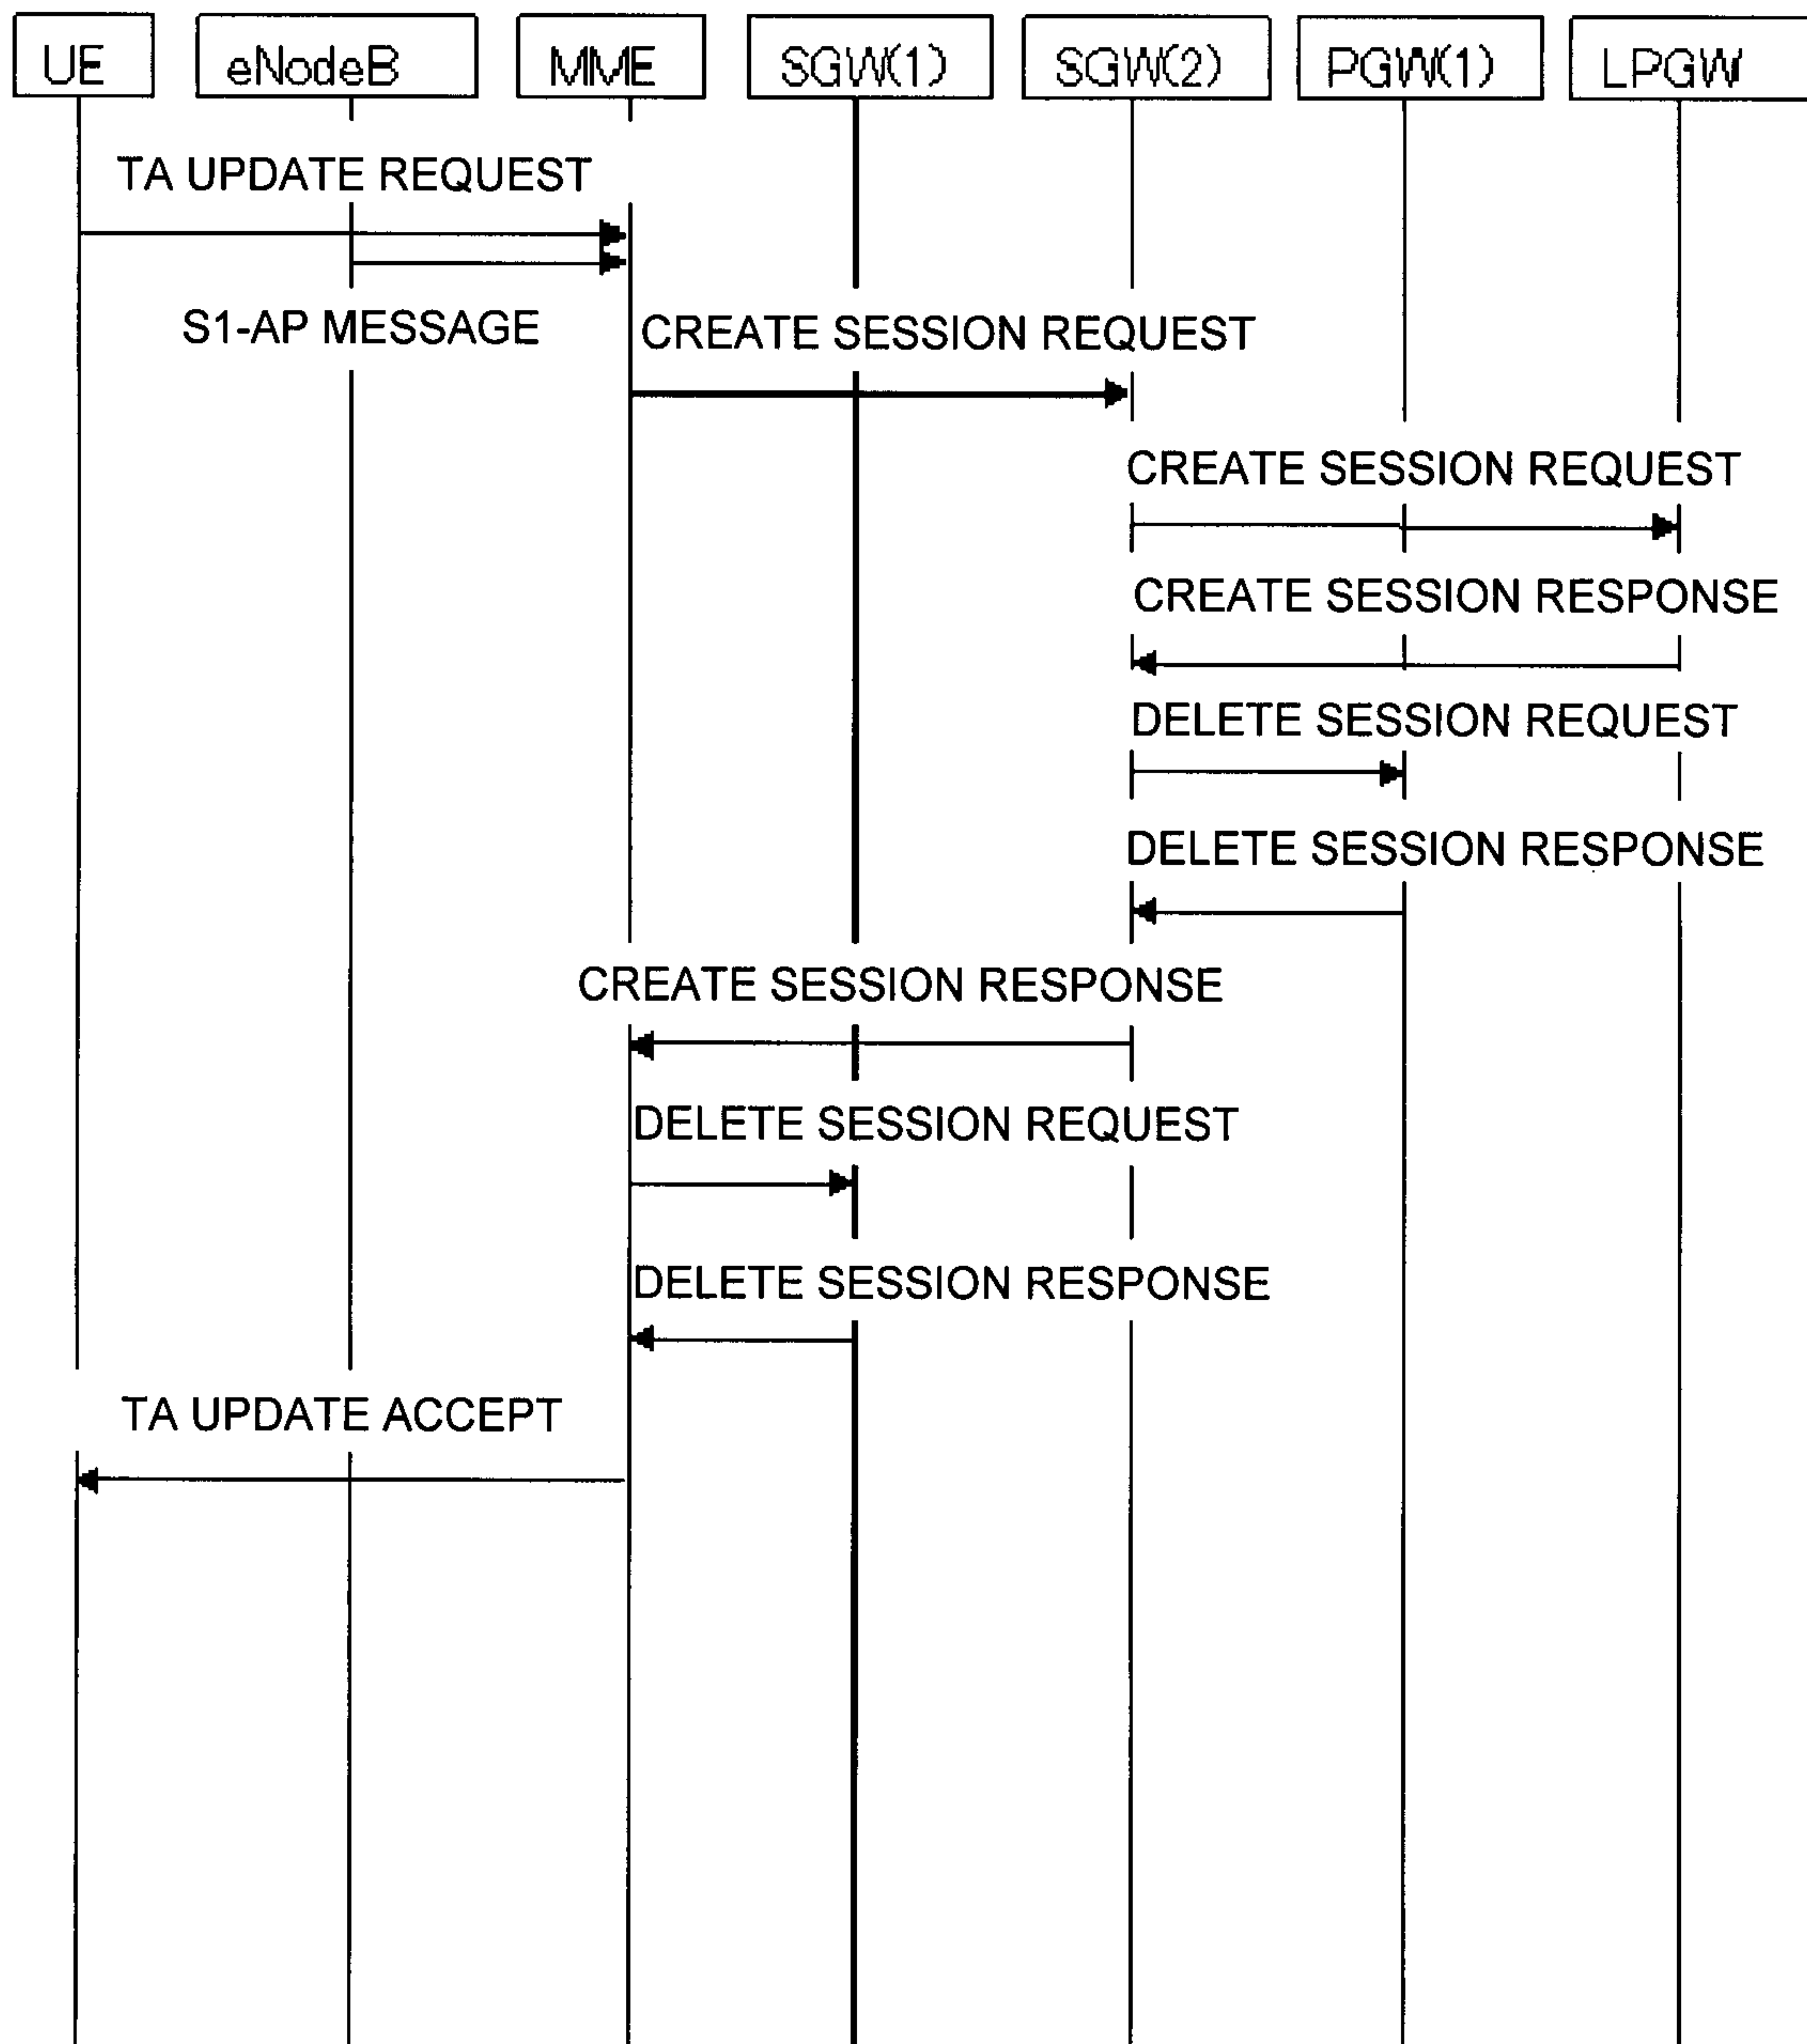 UE eNodeB MME SGW(1) SGW(2) PGW(1) LPGW
TA UPDATE REQUEST
S1-AP MESSAGE CREATE SESSION REQUEST
CREATE SESSION REQUEST
CREATE SESSION RESPONSE
DELETE SESSION REQUEST
DELETE SESSION RESPONSE
CREATE SESSION RESPONSE
DELETE SESSION REQUEST
DELETE SESSION RESPONSE
TA UPDATE ACCEPT